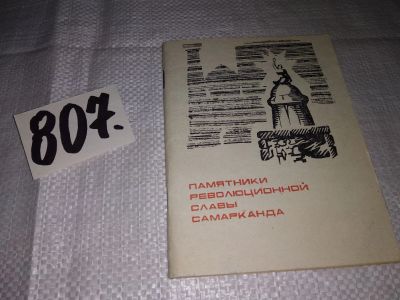 807.
ПАМЯТНИКИ
РЕВОЛЮЦИОННОЙ
СЛАВЫ
САМАРКАНДА